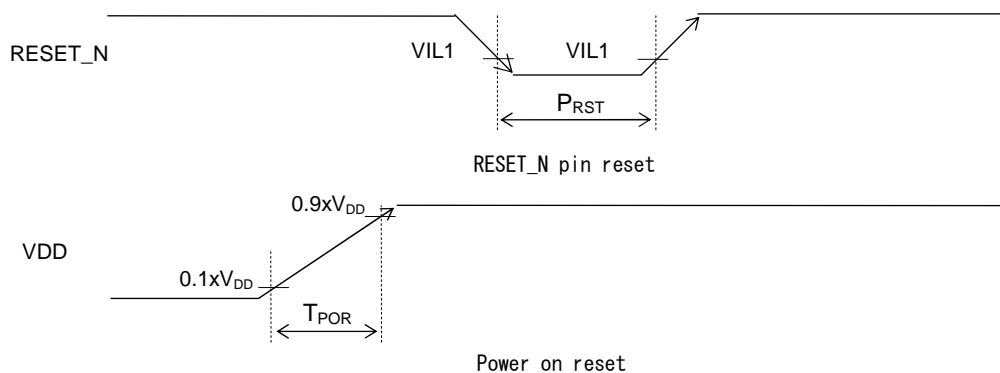 RESET_N
VIL1 VIL1
PRST
RESET_N pin reset
0.9xVDD
VDD
0.1xVDD
TPOR
Power on reset